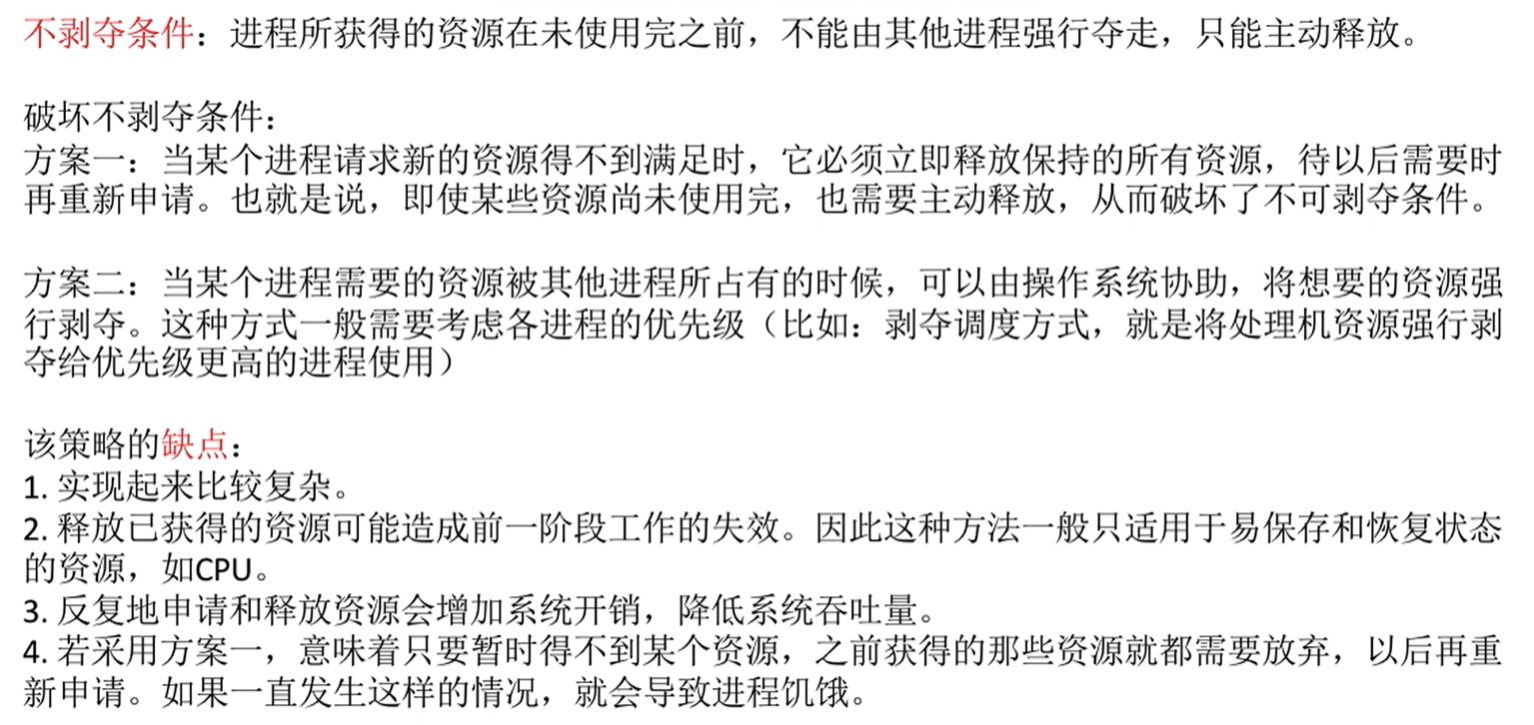 不剥夺条件：进程所获得的资源在未使用完之前，不能由其他进程强行夺走，只能主动释放。
破坏不剥夺条件：
方案一：当某个进程请求新的资源得不到满足时，它必须立即释放保持的所有资源，待以后需要时
再重新申请。也就是说，即使某些资源尚未使用完，也需要主动释放，从而破坏了不可剥夺条件。
方案二：当某个进程需要的资源被其他进程所占有的时候，可以由操作系统协助，将想要的资源强
行剥夺。这种方式一般需要考虑各进程的优先级（比如：剥夺调度方式，就是将处理机资源强行剥
夺给优先级更高的进程使用）
该策略的缺点：
1. 实现起来比较复杂。
2. 释放已获得的资源可能造成前一阶段工作的失效。因此这种方法一般只适用于易保存和恢复状态
的资源，如CPU。
3. 反复地申请和释放资源会增加系统开销，降低系统吞吐量。
4. 若采用方案一，意味着只要暂时得不到某个资源，之前获得的那些资源就都需要放弃，以后再重
新申请。如果一直发生这样的情况，就会导致进程饥饿。